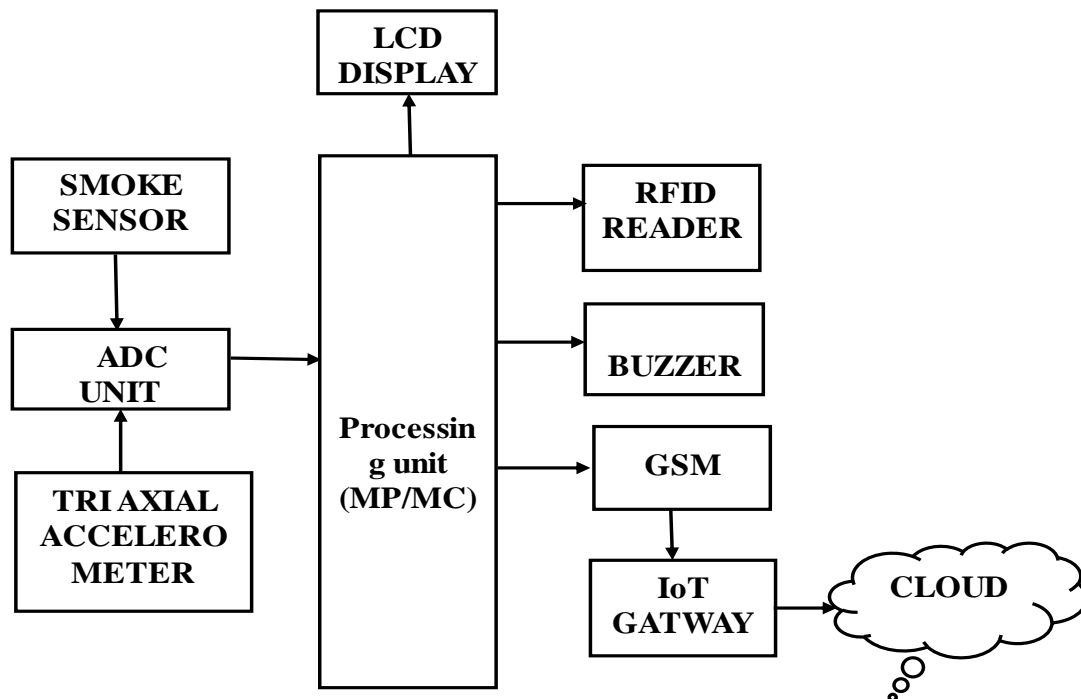 LCD
DISPLAY
SMOKE
SENSOR
RFID
READER
ADC
UNIT
BUZZER
Processin
g unit
(MP/MC)
GSM
TRI AXIAL
ACCELERO
METER
IoT
GATWAY
CLOUD